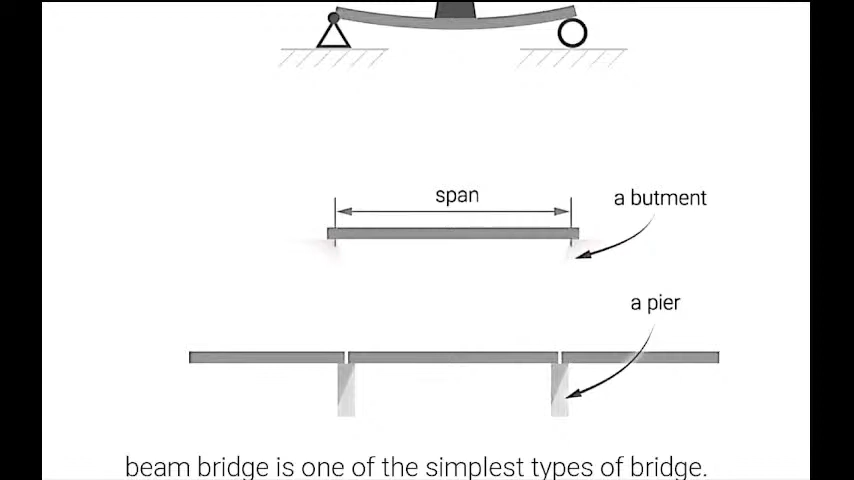 span
a butment
a pier
beam bridge is one of the simplest types of bridge.